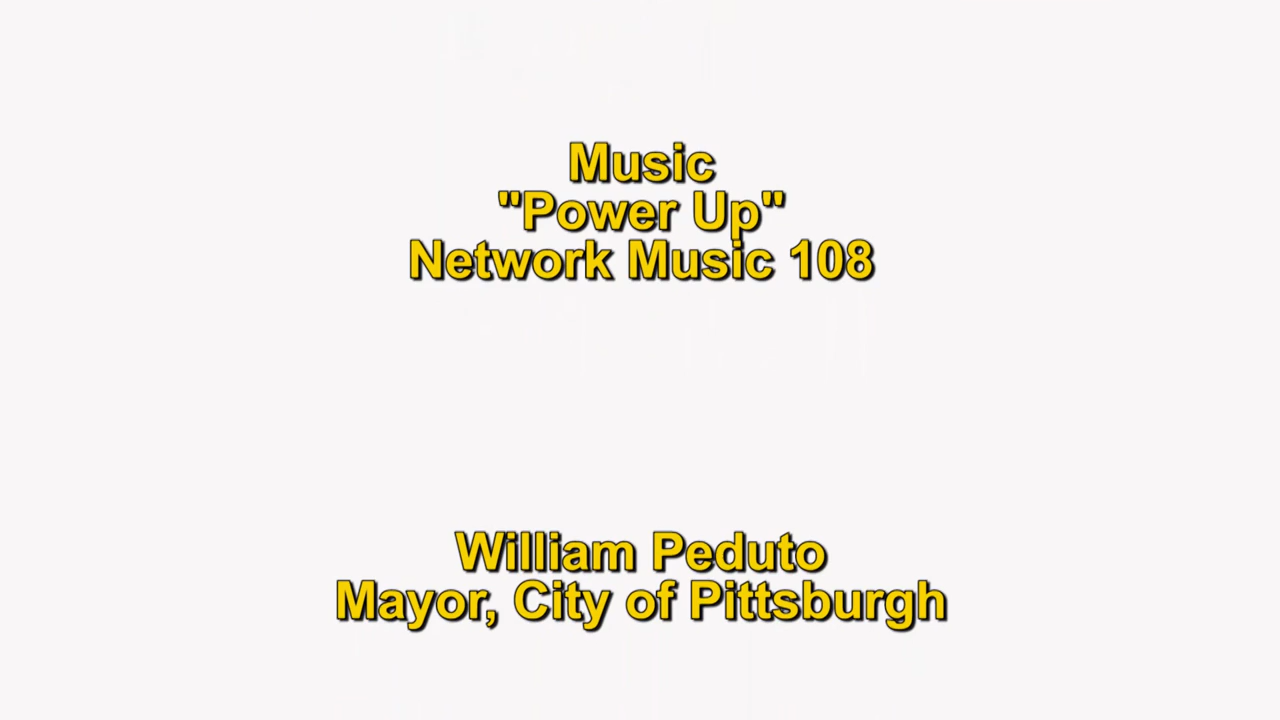 Music
"Power Up"
Network Music 108
William Peduto
Mayor, City of Pittsburgh